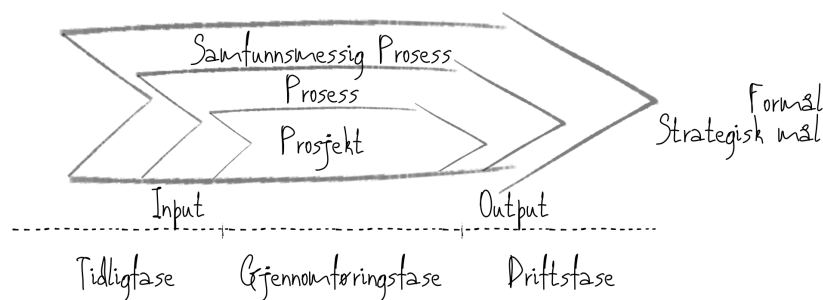 Samfunnsmessig Prosess
Prosess
Prosjekt
Formål
Strategisk mål
Input
Output
Tidligfase
Gjennomføringsfase
Driftsfase